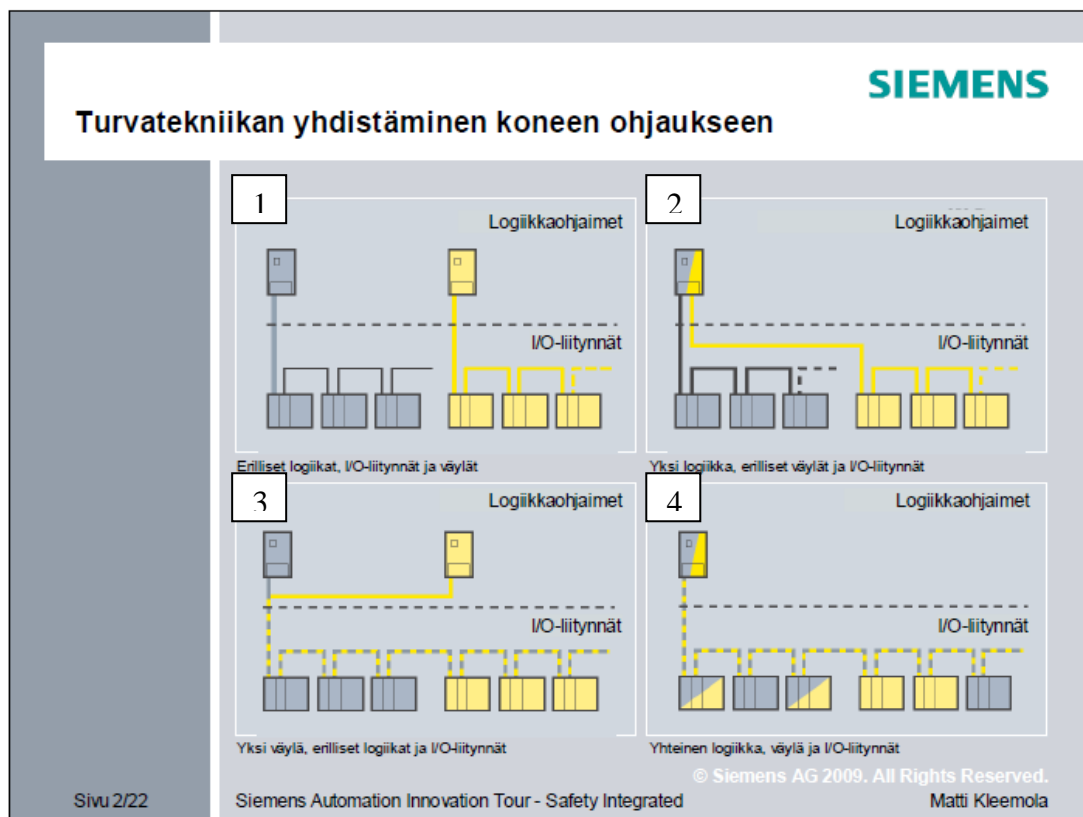 SIEMENS
Turvatekniikan yhdistäminen koneen ohjaukseen
1
Logiikkaohjaimet
I/O-liitynnät
Erilliset logiikat, I/O-liitynnät ja väylät
2
Logiikkaohjaimet
I/O-liitynnät
Yksi logiikka, erilliset väylät ja I/O-liitynnät
3
Logiikkaohjaimet
I/O-liitynnät
Yksi väylä, erilliset logiikat ja I/O-liitynnät
4
Logiikkaohjaimet
I/O-liitynnät
Yhteinen logiikka, väylä ja I/O-liitynnät
© Siemens AG 2009. All Rights Reserved.
Sivu 2/22
Siemens Automation Innovation Tour - Safety Integrated
Matti Kleemola